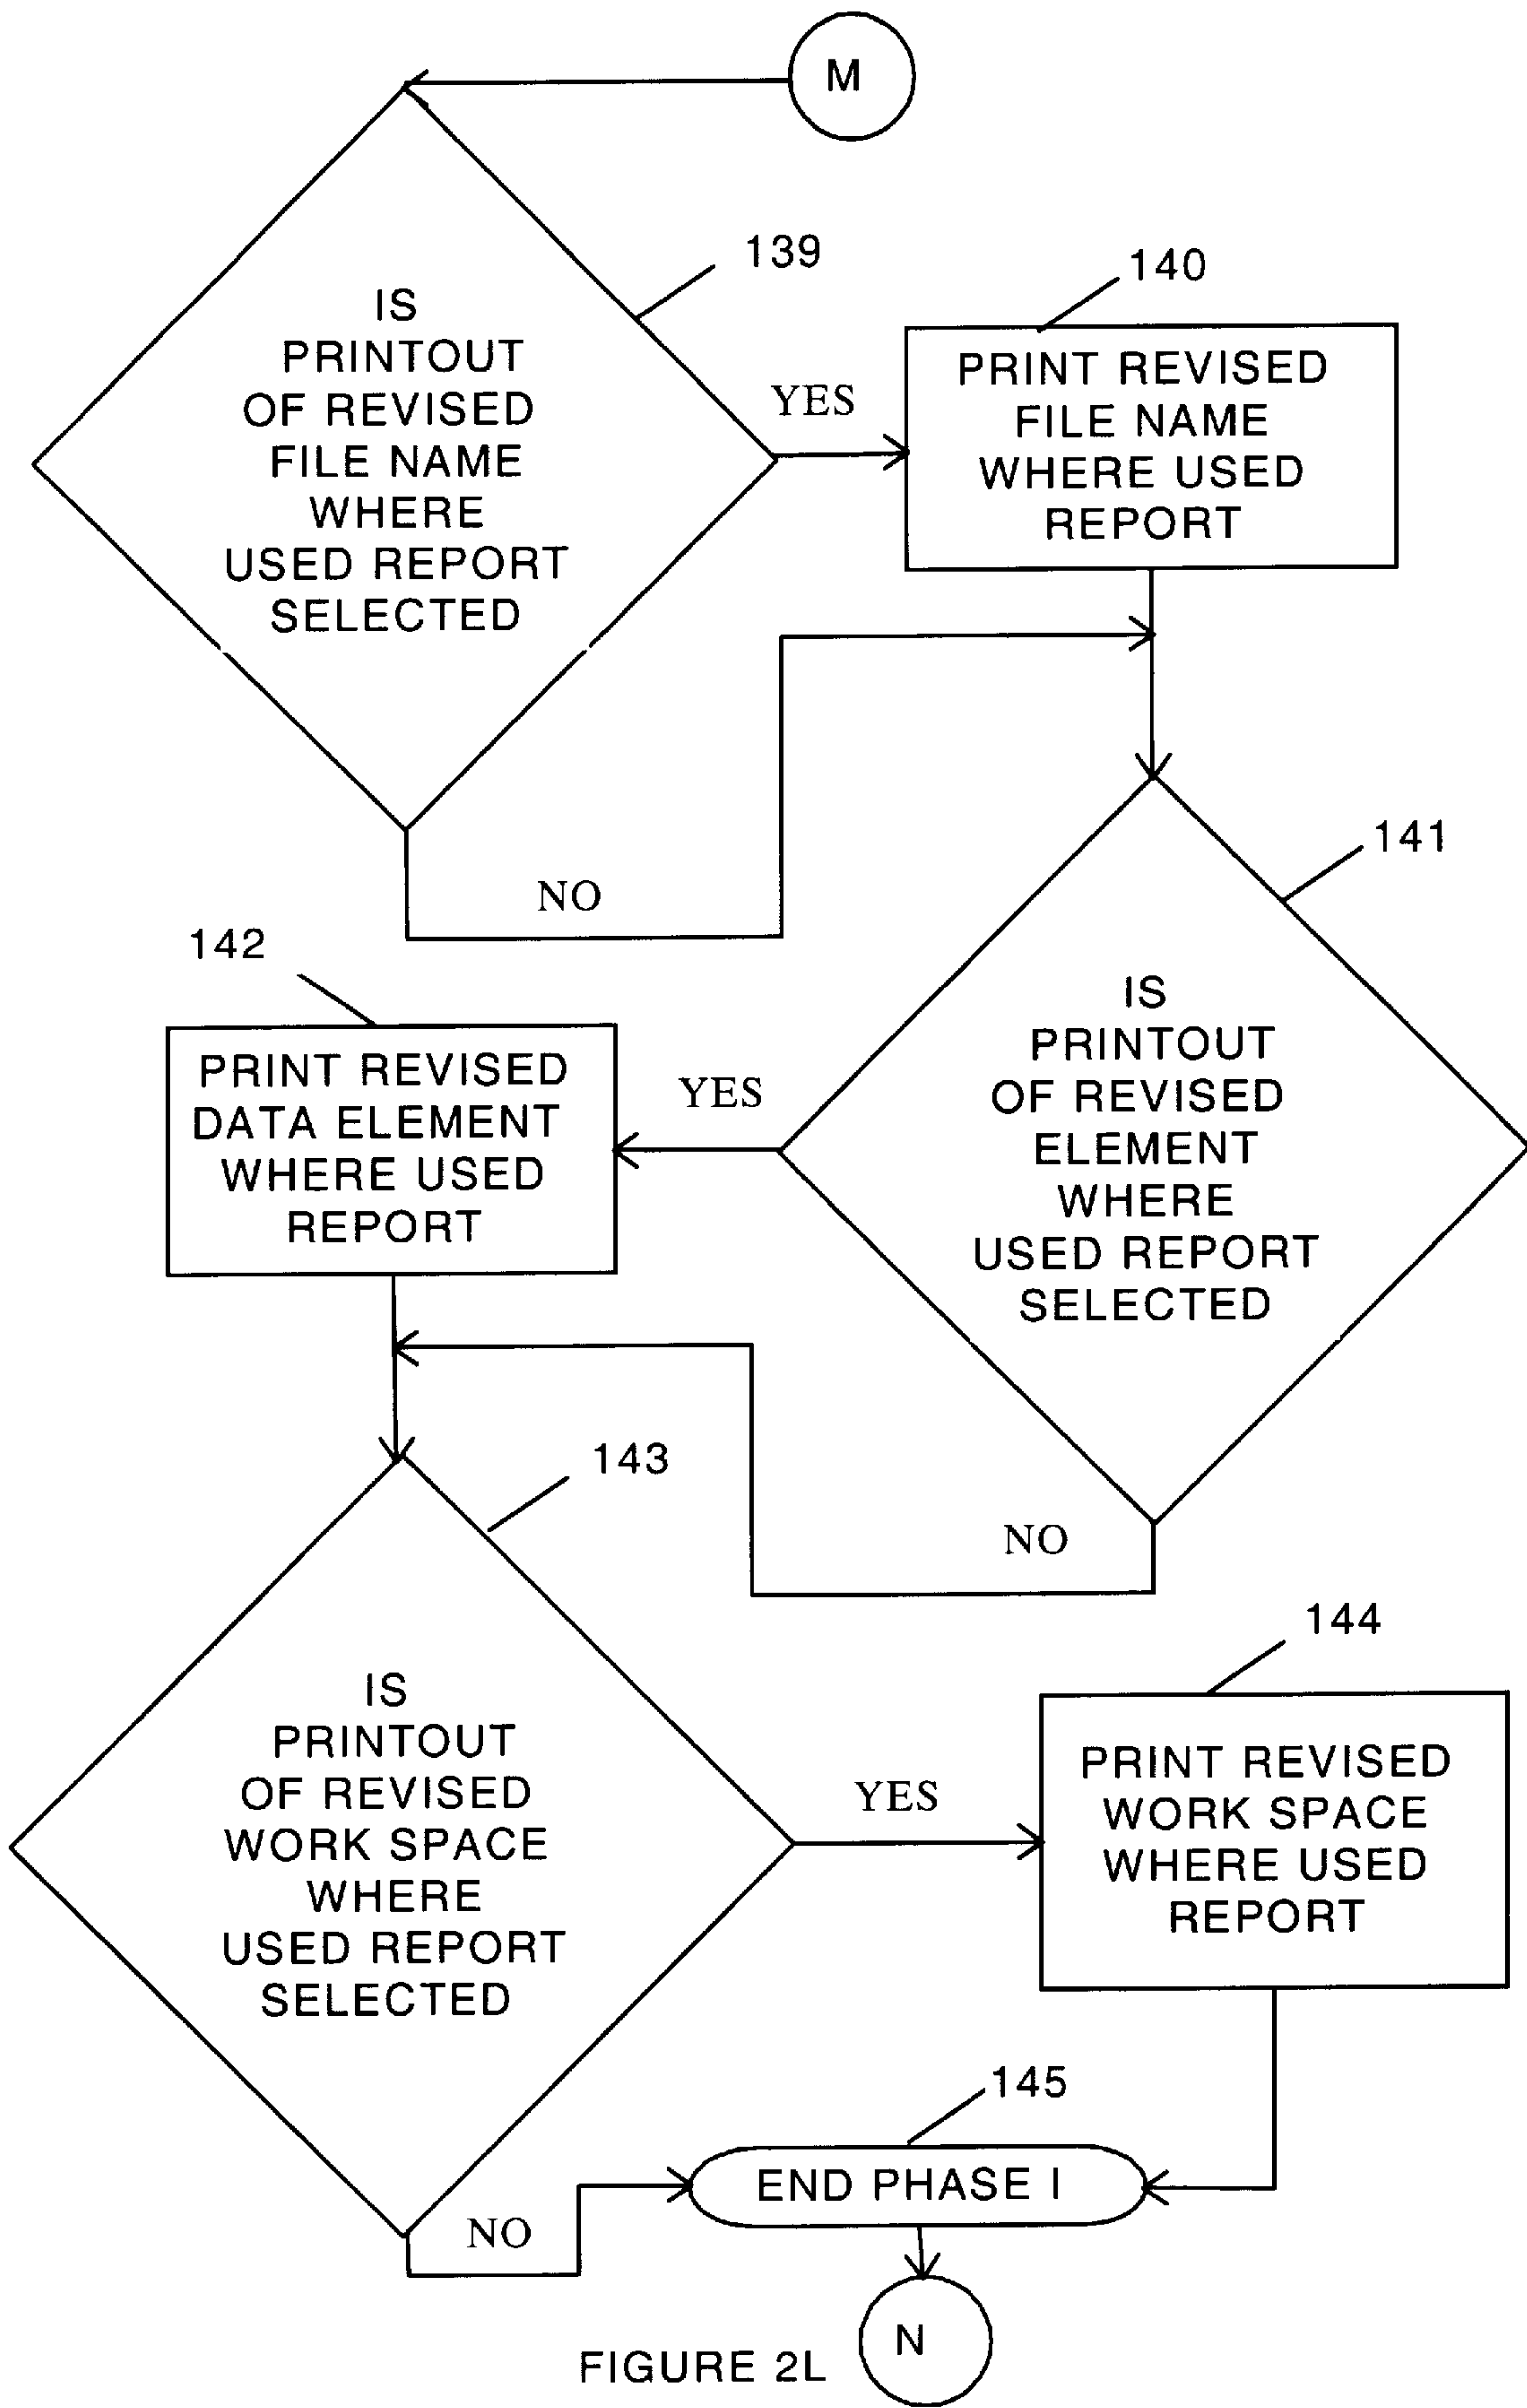 M
139
IS
PRINTOUT
OF REVISED
FILE NAME
WHERE
USED REPORT
SELECTED
YES
140
PRINT REVISED
FILE NAME
WHERE USED
REPORT
NO
141
IS
PRINTOUT
OF REVISED
ELEMENT
WHERE
USED REPORT
SELECTED
YES
142
PRINT REVISED
DATA ELEMENT
WHERE USED
REPORT
NO
143
IS
PRINTOUT
OF REVISED
WORK SPACE
WHERE
USED REPORT
SELECTED
YES
144
PRINT REVISED
WORK SPACE
WHERE USED
REPORT
NO
145
END PHASE I
N
FIGURE 2L